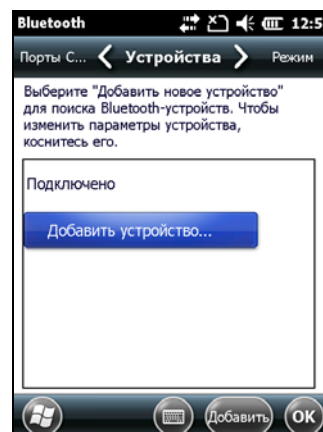 Bluetooth 12:5
Порты С... Устройства Режим
Выберите "Добавить новое устройство"
для поиска Bluetooth-устройств. Чтобы
изменить параметры устройства,
коснитесь его.
Подключено
Добавить устройство...
Добавить OK